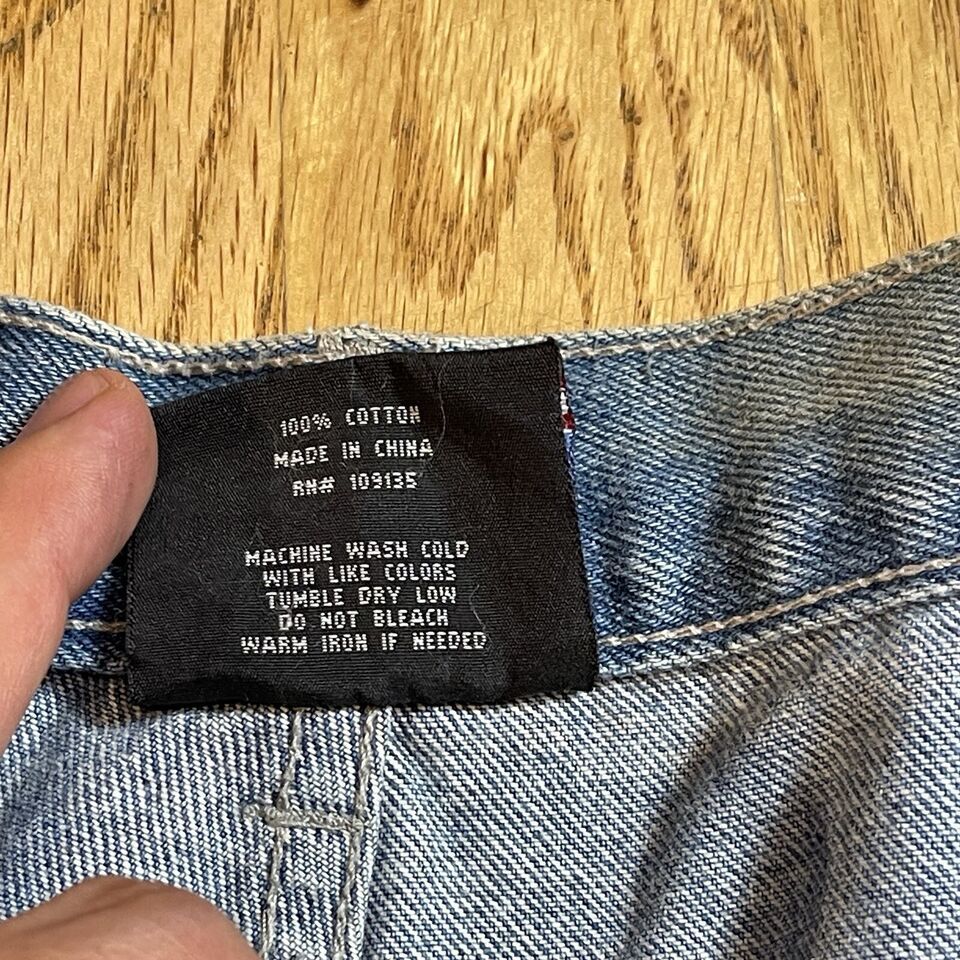 100% COTTON
MADE IN CHINA
RN# 109135
MACHINE WASH COLD
WITH LIKE COLORS
TUMBLE DRY LOW
DO NOT BLEACH
WARM IRON IF NEEDED